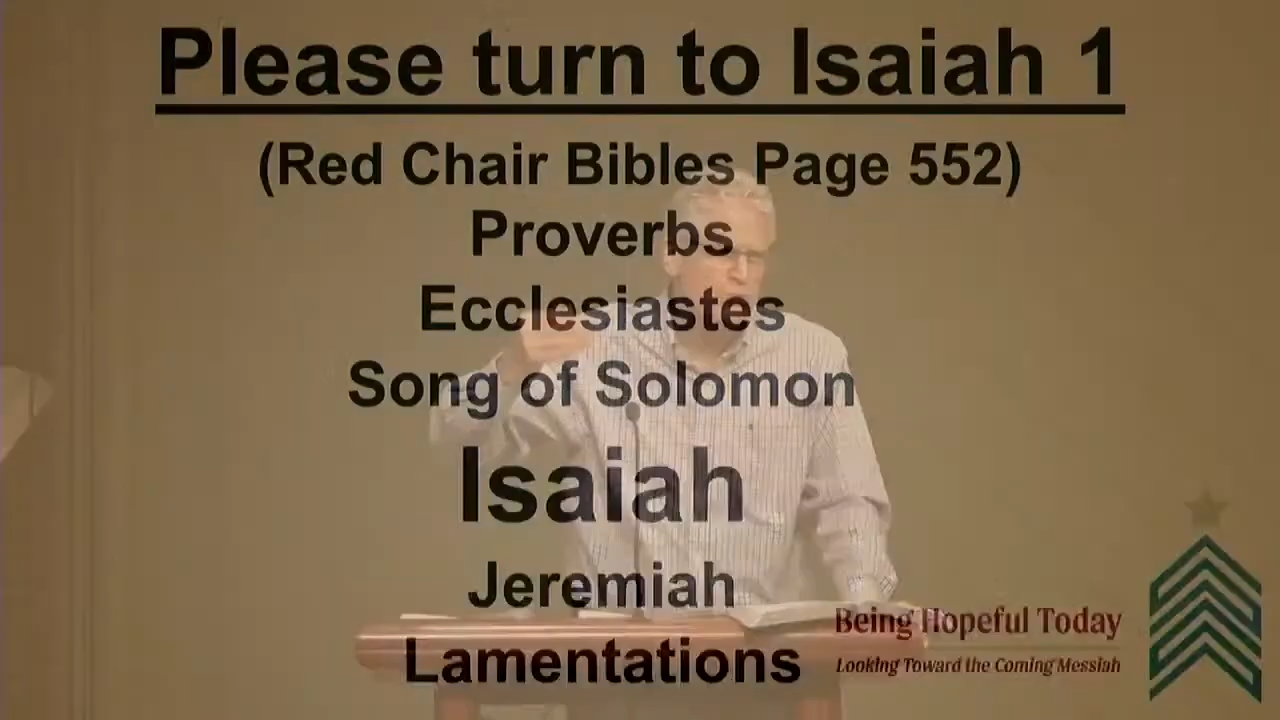 Please turn to Isaiah 1
(Red Chair Bibles Page 552)
Proverbs
Ecclesiastes
Song of Solomon
Isaiah
Jeremiah
Lamentations
Being Hopeful Today
Looking Toward the Coming Messiah